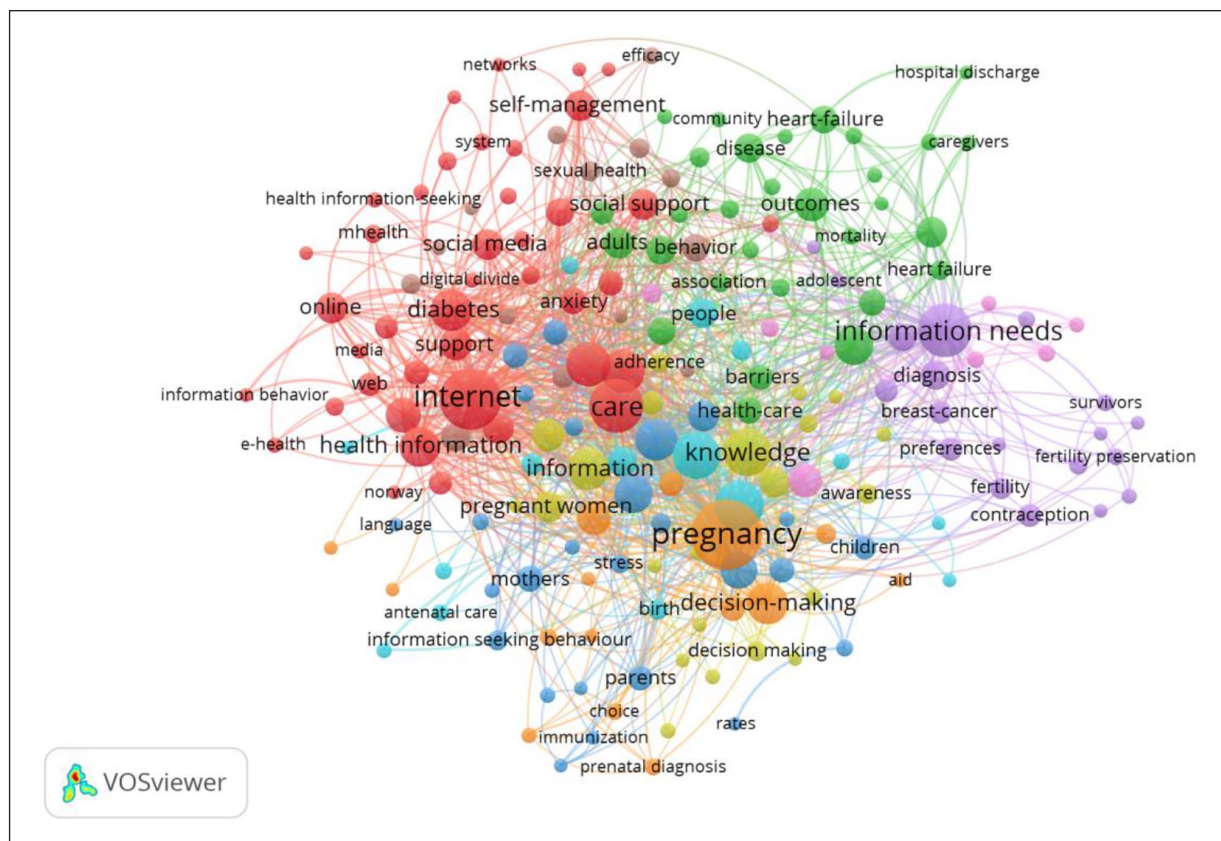 efficacy
networks
hospital discharge
self-management
community
heart-failure
system
disease
caregivers
sexual health
health information-seeking
social support
outcomes
mhealth
social media
adults
behavior
mortality
digital divide
association
adolescent
heart failure
online
diabetes
anxiety
people
information needs
media
support
adherence
information behavior
web
barriers
diagnosis
internet
care
health-care
breast-cancer
survivors
e-health
health information
information
knowledge
preferences
fertility preservation
norway
pregnant women
awareness
fertility
language
contraception
pregnancy
children
stress
mothers
aid
antenatal care
birth
decision-making
information seeking behaviour
decision making
parents
choice
rates
immunization
prenatal diagnosis
VOSviewer